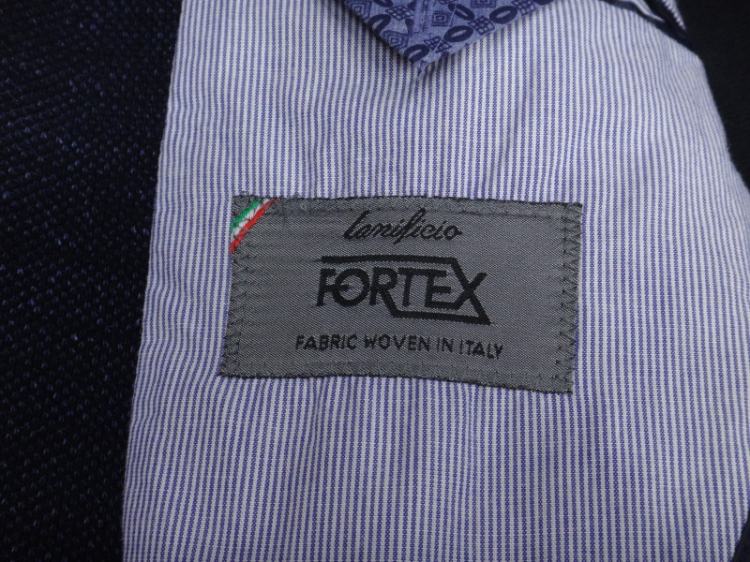 lanificio
FORTEX
FABRIC WOVEN IN ITALY